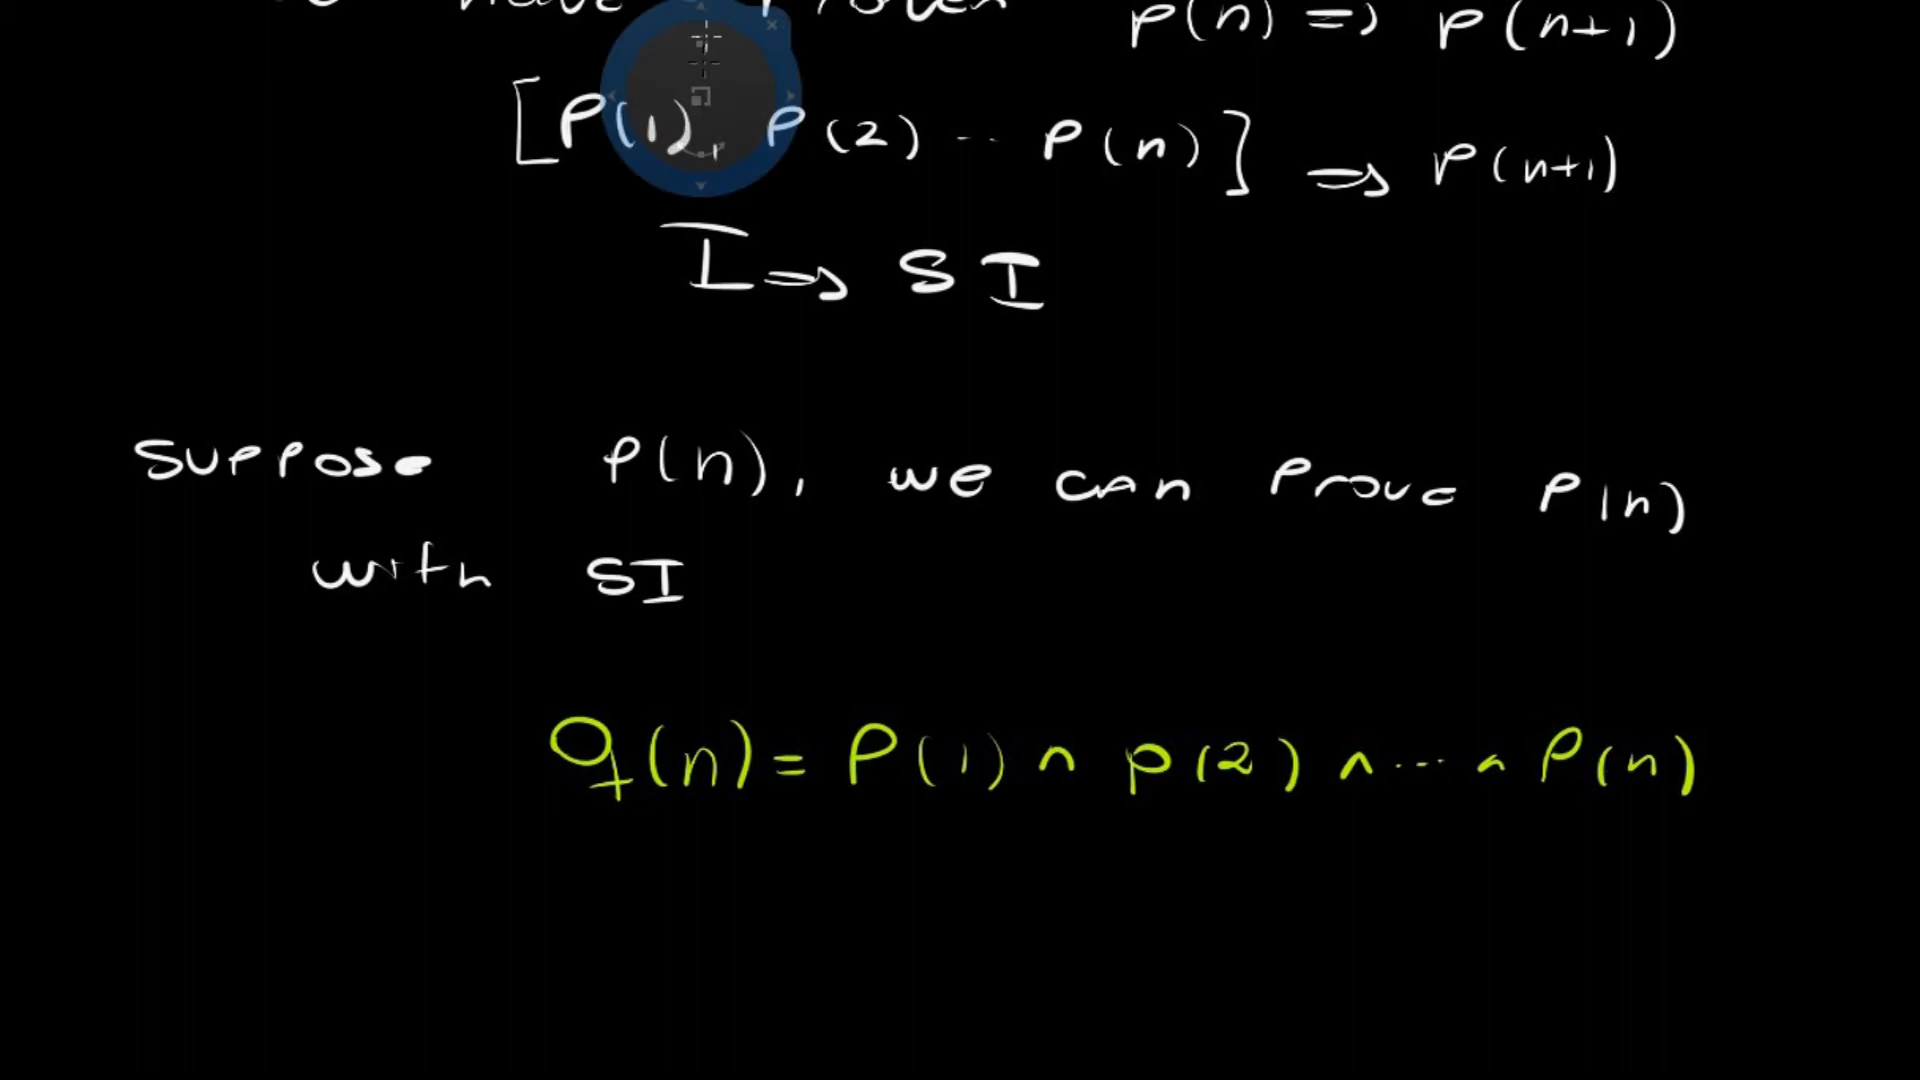 P(n) => P(n+1)
[P(1), P(2) .. P(n)] => P(n+1)
I => SI
Suppose P(n), we can prove P(n)
with SI
q(n) = P(1) ∧ P(2) ∧ ... ∧ P(n)